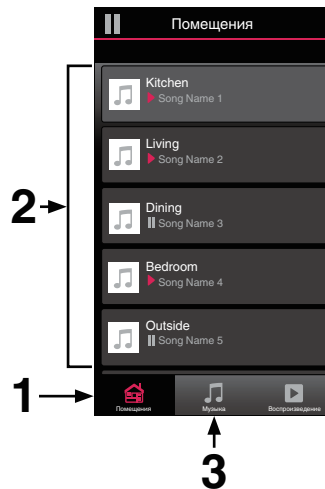 Помещения
Kitchen
Song Name 1
Living
Song Name 2
2
Dining
Song Name 3
Bedroom
Song Name 4
Outside
Song Name 5
1
Помещения
Музыка
Воспроизведение
3